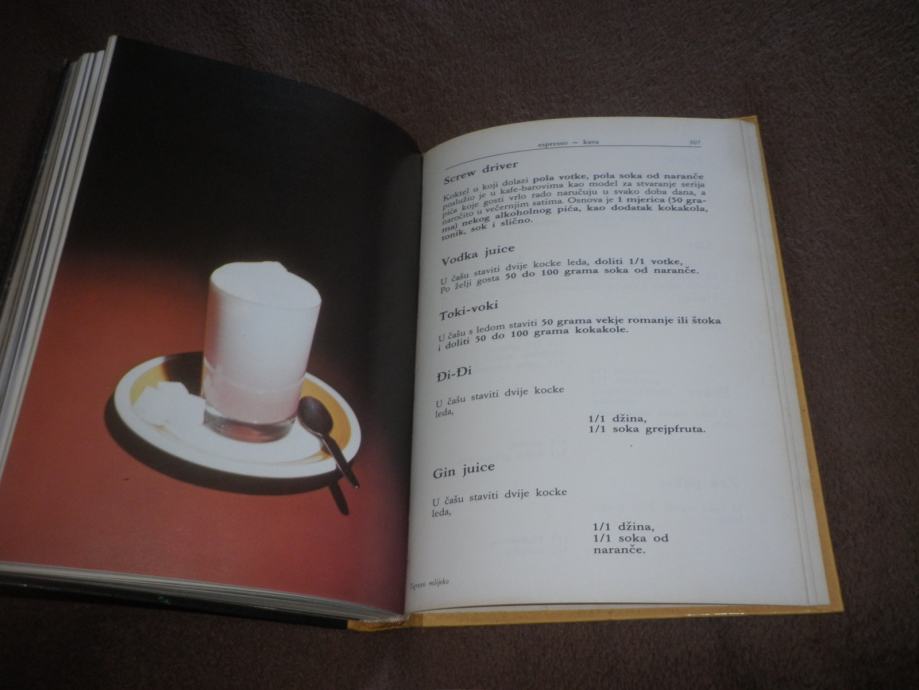 espresso — kava 307
Screw driver
Koktel u koji dolazi pola votke, pola soka od naranče
poslužio je u kafe-barovima kao model za stvaranje serija
pića koje gosti vrlo rado naručuju u svako doba dana, a
naročito u večernjim satima. Osnova je 1 mjerica (50 gra-
ma) nekog alkoholnog pića, kao dodatak kokakola,
tonik, sok i slično.
Vodka juice
U čašu staviti dvije kocke leda, doliti 1/1 votke,
Po želji gosta 50 do 100 grama soka od naranče.
Toki-voki
U čašu s ledom staviti 50 grama vekje romanje ili štoka
i doliti 50 do 100 grama kokakole.
Đi-Đi
U čašu staviti dvije kocke
leda,
1/1 džina,
1/1 soka grejpfruta.
Gin juice
U čašu staviti dvije kocke
leda,
1/1 džina,
1/1 soka od
naranče.
mlijeko